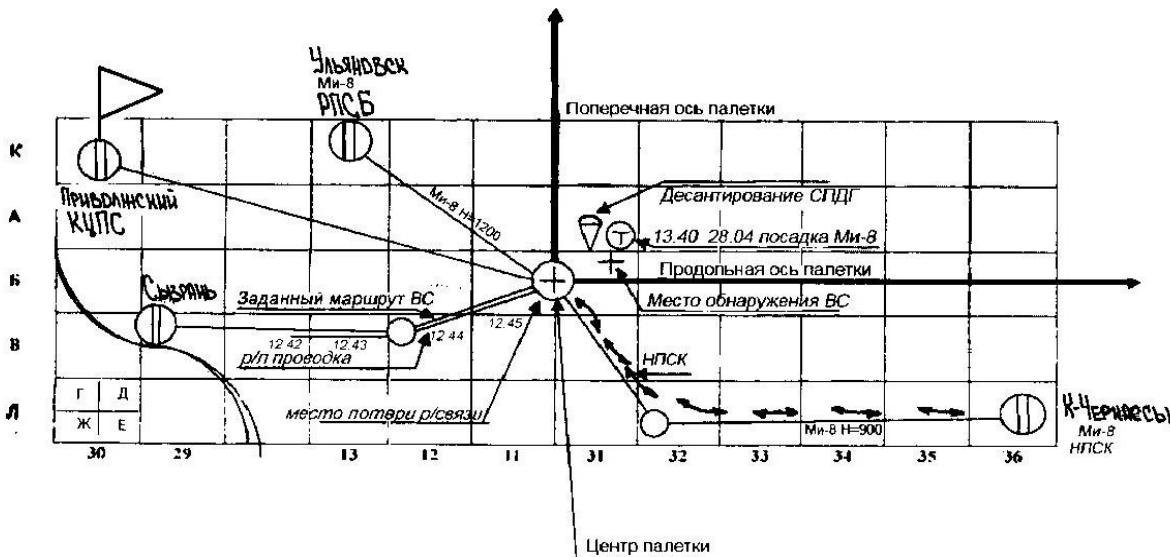 Ульяновск
Ми-8
РПСБ
Поперечная ось палетки
К
Приволжский
КЦПС
Ми-8 Н=1200
Десантирование СПДГ
А
13.40 28.04 посадка Ми-8
Б
Продольная ось палетки
Сызрань
Заданный маршрут ВС
Место обнаружения ВС
12.42
12.43
12.44
12.45
В
р/л проводка
НПСК
Г
Д
Ж
Е
Л
место потери р/связи
К-Чермасы
Ми-8 Н=900
Ми-8
НПСК
30
29
13
12
11
31
32
33
34
35
36
Центр палетки